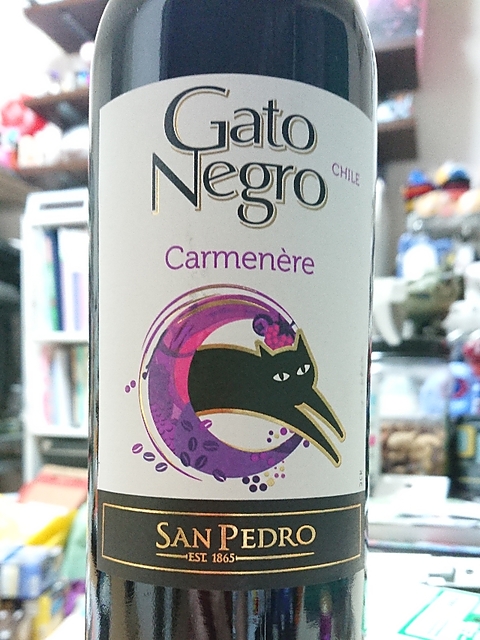 Gato
Negro
CHILE
Carmenère
SAN PEDRO
EST. 1865